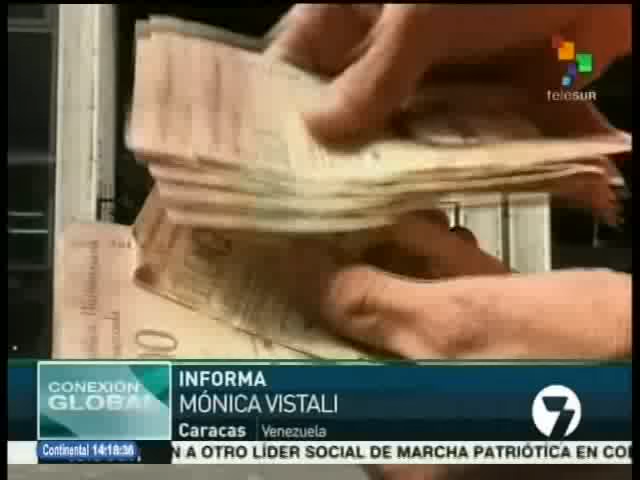 teleSUR
CONEXIÓN
GLOBAL
INFORMA
MÓNICA VISTALI
Caracas Venezuela
7
Continental 14:18:36
N A OTRO LÍDER SOCIAL DE MARCHA PATRIÓTICA EN CO